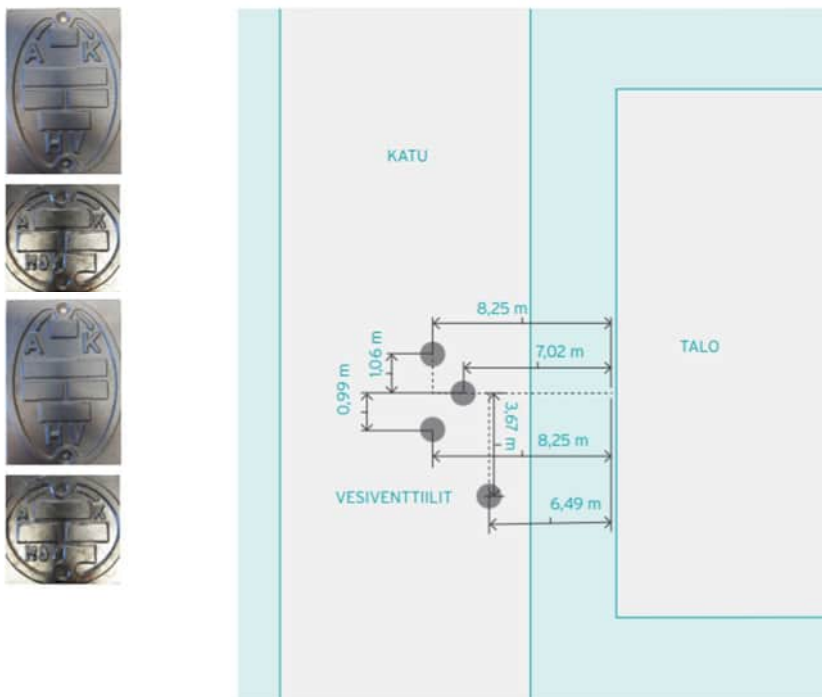 A K
HV
A K
A K
HV
A K
KATU
8,25 m
7,02 m
1,06 m
0,99 m
3,67 m
8,25 m
6,49 m
TALO
VESIVENTTIILIT